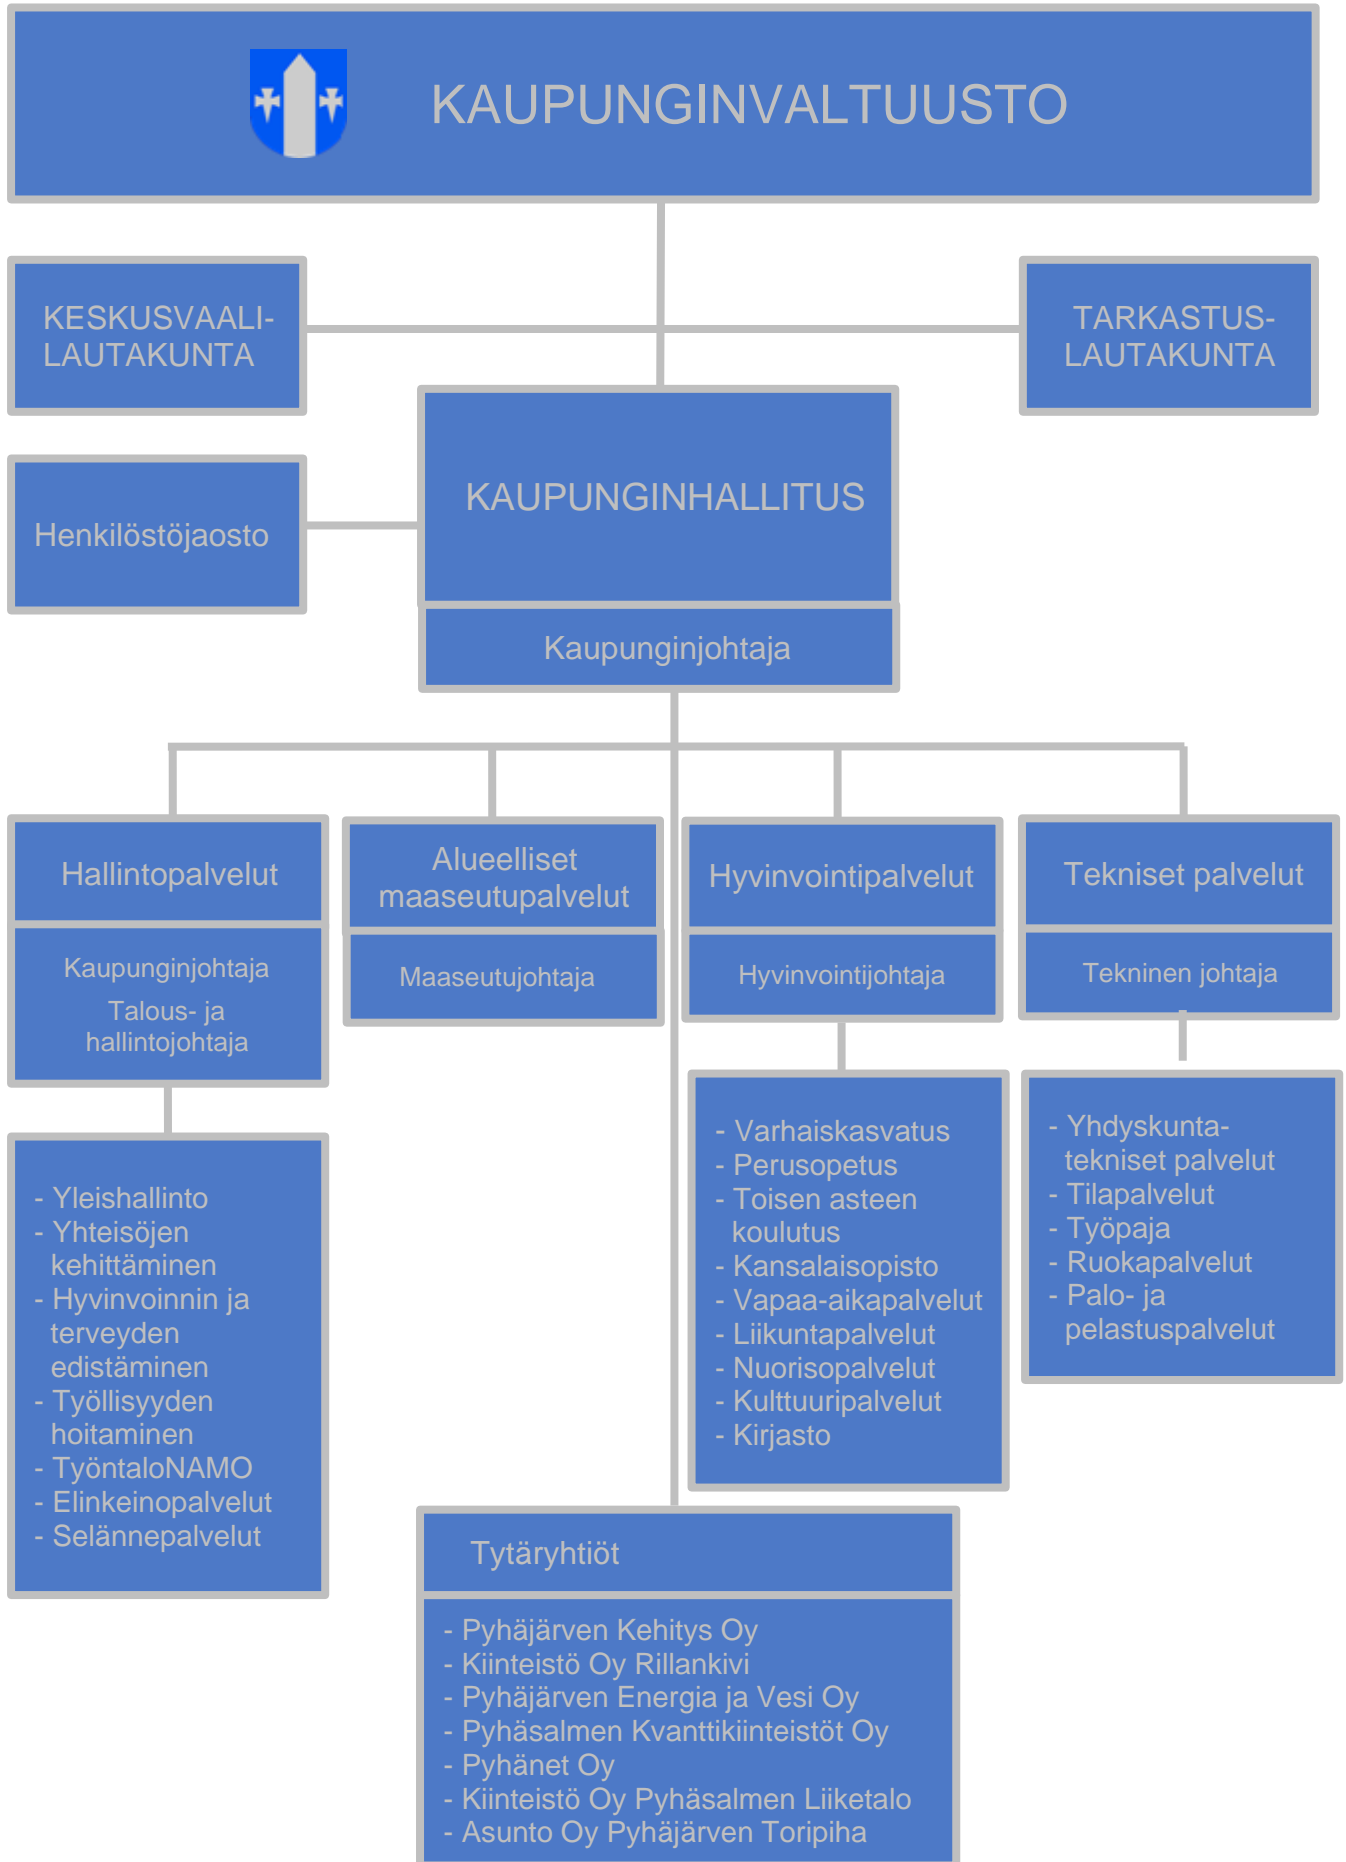 KAUPUNGINVALTUUSTO
KESKUSVAALI-
LAUTAKUNTA
TARKASTUS-
LAUTAKUNTA
KAUPUNGINHALLITUS
Henkilöstöjaosto
Kaupunginjohtaja
Hallintopalvelut
Kaupunginjohtaja
Talous- ja
hallintojohtaja
- Yleishallinto
- Yhteisöjen
kehittäminen
- Hyvinvoinnin ja
terveyden
edistäminen
- Työllisyyden
hoitaminen
- TyöntaloNAMO
- Elinkeinopalvelut
- Selännepalvelut
Alueelliset
maaseutupalvelut
Maaseutujohtaja
Hyvinvointipalvelut
Hyvinvointijohtaja
- Varhaiskasvatus
- Perusopetus
- Toisen asteen
koulutus
- Kansalaisopisto
- Vapaa-aikapalvelut
- Liikuntapalvelut
- Nuorisopalvelut
- Kulttuuripalvelut
- Kirjasto
Tekniset palvelut
Tekninen johtaja
- Yhdyskunta-
tekniset palvelut
- Tilapalvelut
- Työpaja
- Ruokapalvelut
- Palo- ja
pelastuspalvelut
Tytäryhtiöt
- Pyhäjärven Kehitys Oy
- Kiinteistö Oy Rillankivi
- Pyhäjärven Energia ja Vesi Oy
- Pyhäsalmen Kvanttikiinteistöt Oy
- Pyhänet Oy
- Kiinteistö Oy Pyhäsalmen Liiketalo
- Asunto Oy Pyhäjärven Toripiha